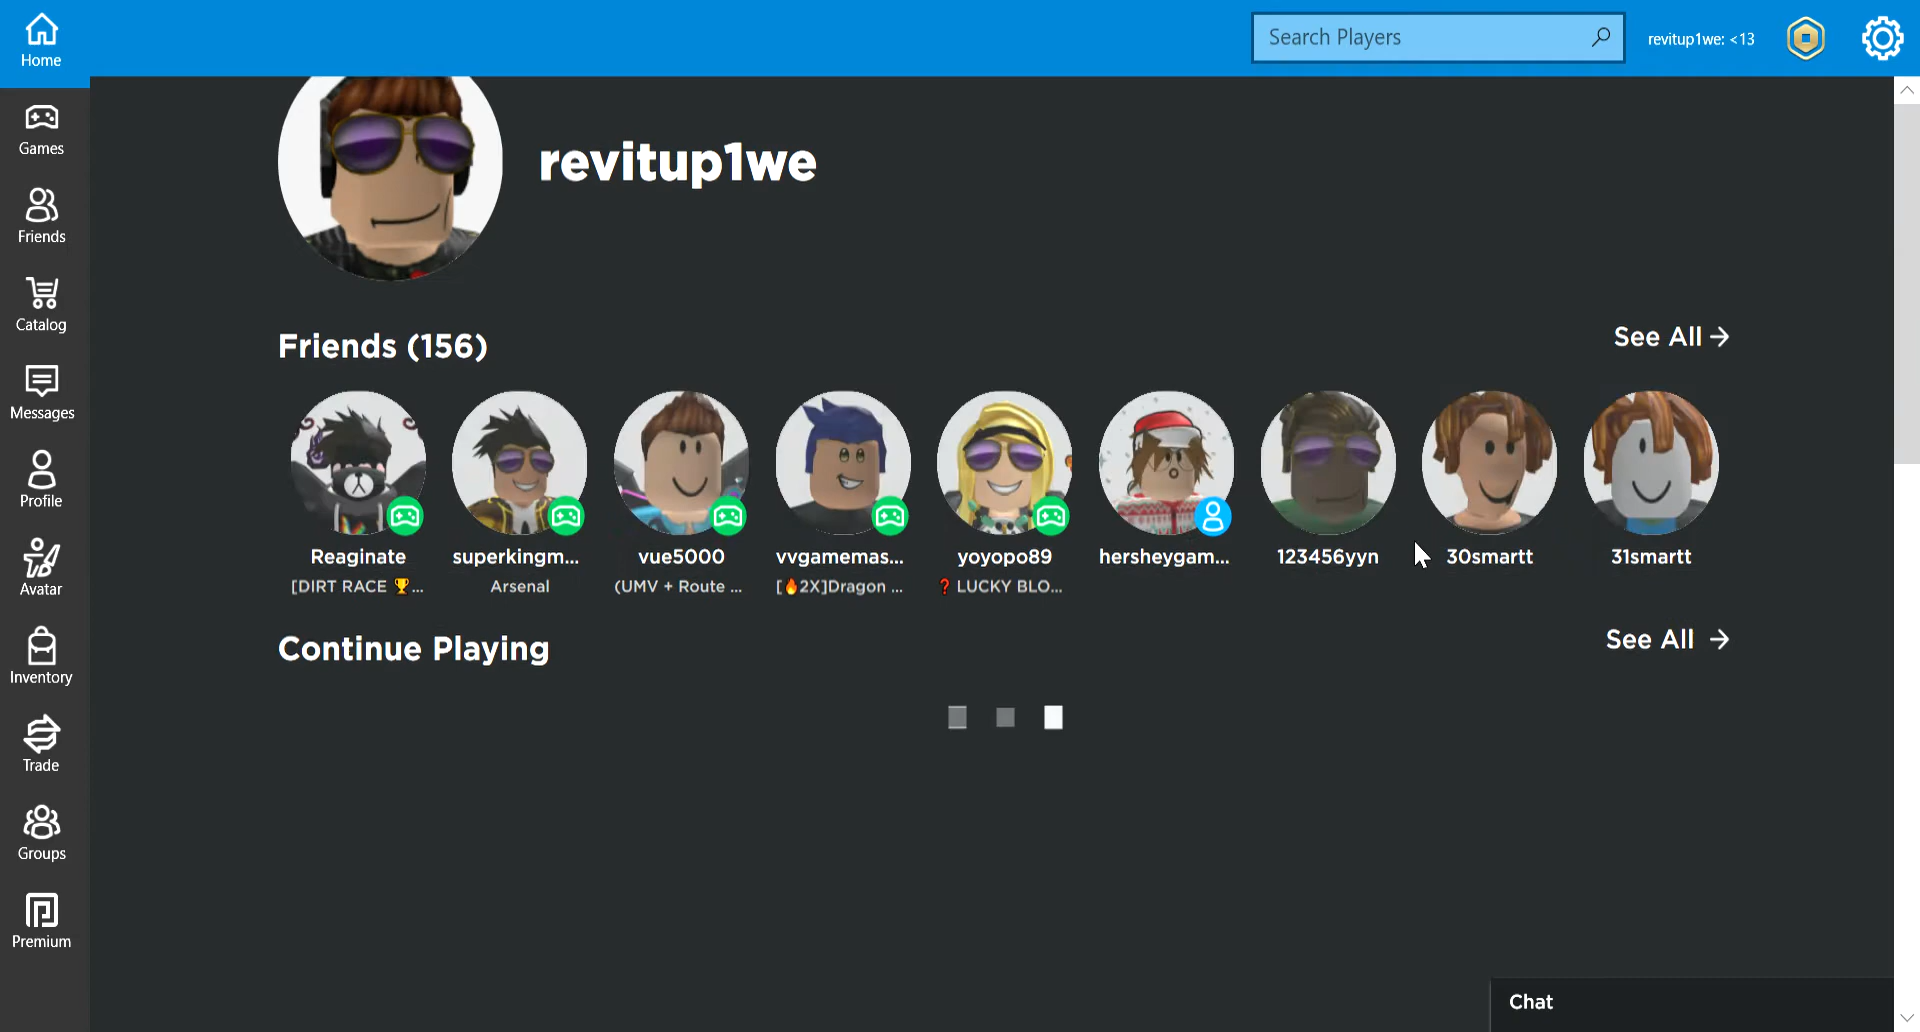 Home
Search Players
revitup1we: <13
Games
Friends
Catalog
Messages
Profile
Avatar
Inventory
Trade
Groups
Premium
revitup1we
Friends (156)
See All →
Reaginate
[DIRT RACE 🏆...
superkingm...
Arsenal
vue5000
(UMV + Route ...
vvgamemas...
[🔥2X]Dragon ...
yoyopo89
❓ LUCKY BLO...
hersheygam...
123456yyn
30smartt
31smartt
Continue Playing
See All →
Chat